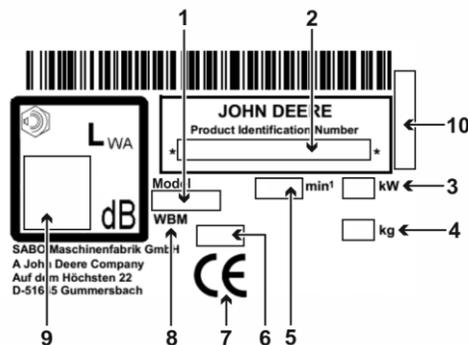 1 2
JOHN DEERE
Product Identification Number
* *
10
L WA
dB
Model
min¹ kW 3
WBM
kg 4
SABO Maschinenfabrik GmbH
A John Deere Company
Auf dem Höchsten 22
D-51645 Gummersbach
CE
9 8 7 6 5